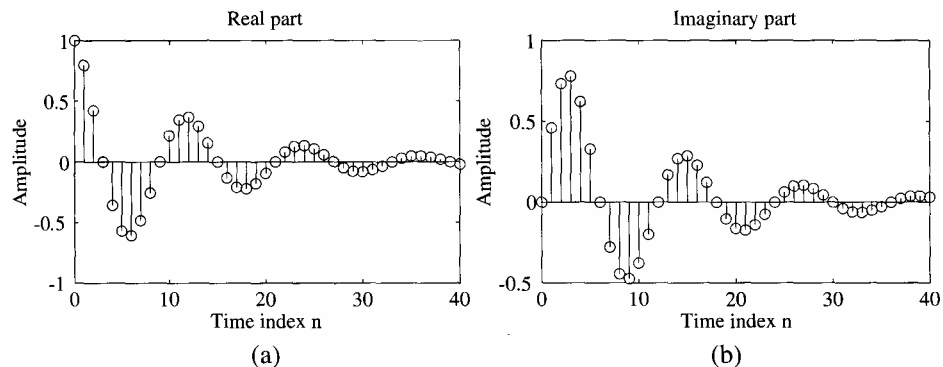 Real part
1
0.5
0
-0.5
-1
Amplitude
0 10 20 30 40
Time index n
(a)
Imaginary part
1
0.5
0
-0.5
Amplitude
0 10 20 30 40
Time index n
(b)